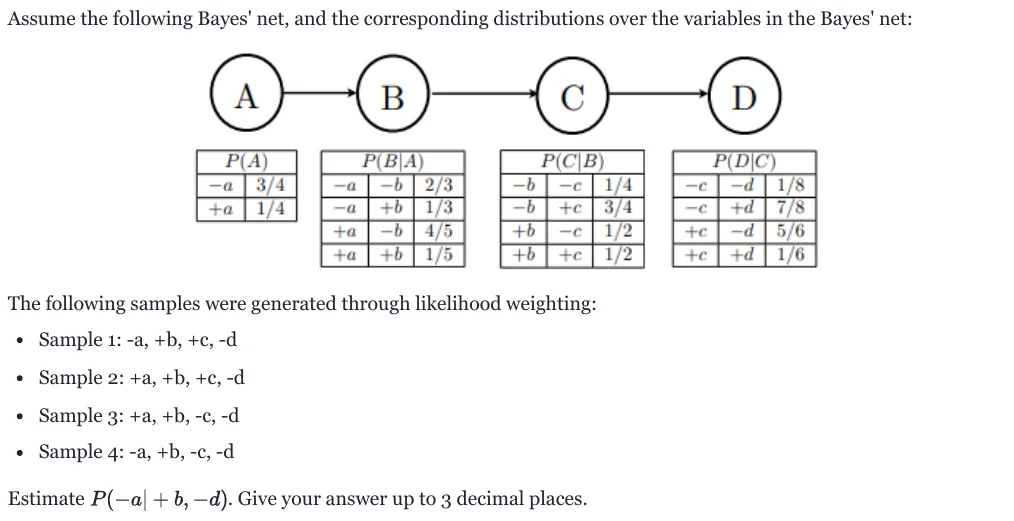 Assume the following Bayes' net, and the corresponding distributions over the variables in the Bayes' net:
A B C D
P(A) P(B|A) P(C|B) P(D|C)
−a 3/4 −a −b 2/3 −b −c 1/4 −c −d 1/8
+a 1/4 −a +b 1/3 −b +c 3/4 −c +d 7/8
+a −b 4/5 +b −c 1/2 +c −d 5/6
+a +b 1/5 +b +c 1/2 +c +d 1/6
The following samples were generated through likelihood weighting:
• Sample 1: -a, +b, +c, -d
• Sample 2: +a, +b, +c, -d
• Sample 3: +a, +b, -c, -d
• Sample 4: -a, +b, -c, -d
Estimate P(−a| + b, −d). Give your answer up to 3 decimal places.